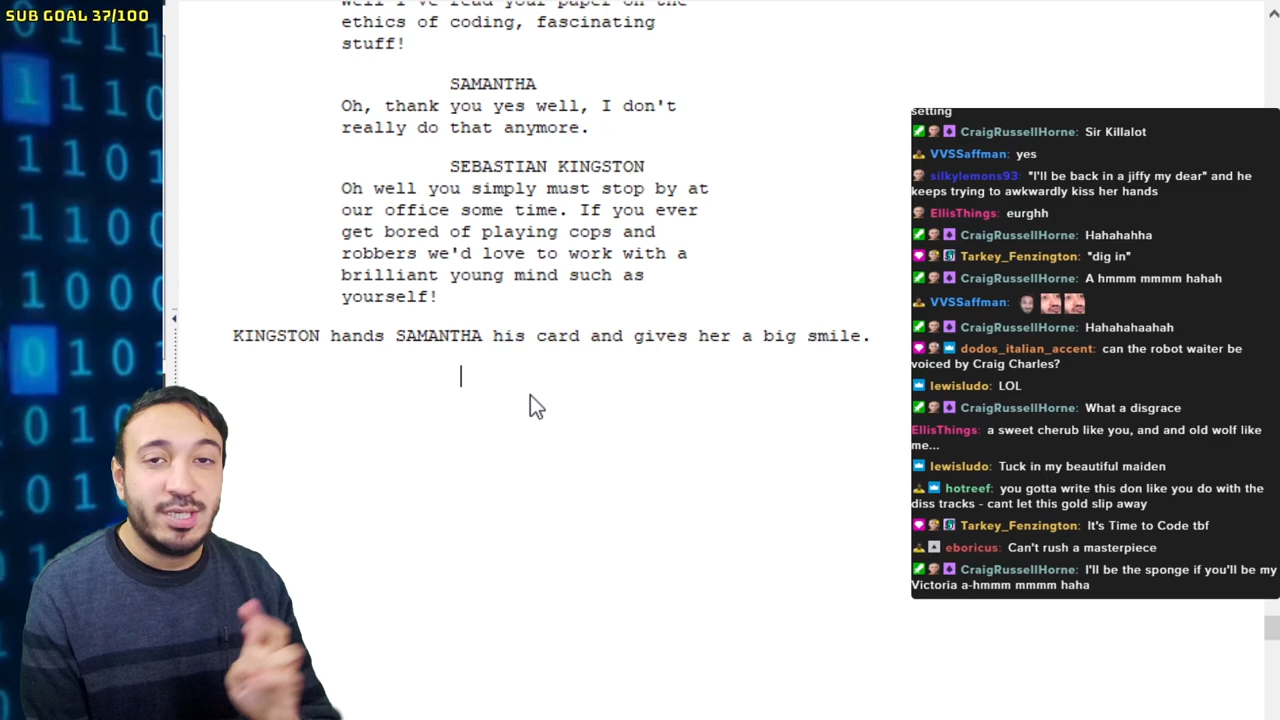 SUB GOAL 37/100
well I've read your paper on the
ethics of coding, fascinating
stuff!
SAMANTHA
Oh, thank you yes well, I don't
really do that anymore.
SEBASTIAN KINGSTON
Oh well you simply must stop by at
our office some time. If you ever
get bored of playing cops and
robbers we'd love to work with a
brilliant young mind such as
yourself!
KINGSTON hands SAMANTHA his card and gives her a big smile.
setting
CraigRussellHorne: Sir Killalot
VVSSaffman: yes
silkylemons93: "I'll be back in a jiffy my dear" and he
keeps trying to awkwardly kiss her hands
EllisThings: eurghh
CraigRussellHorne: Hahahahha
Tarkey_Fenzington: "dig in"
CraigRussellHorne: A hmmm mmmm hahah
VVSSaffman:
CraigRussellHorne: Hahahahaahah
dodos_italian_accent: can the robot waiter be
voiced by Craig Charles?
lewisludo: LOL
CraigRussellHorne: What a disgrace
EllisThings: a sweet cherub like you, and and old wolf like
me...
lewisludo: Tuck in my beautiful maiden
hotreef: you gotta write this don like you do with the
diss tracks - cant let this gold slip away
Tarkey_Fenzington: It's Time to Code tbf
eboricus: Can't rush a masterpiece
CraigRussellHorne: I'll be the sponge if you'll be my
Victoria a-hmmm mmmm haha